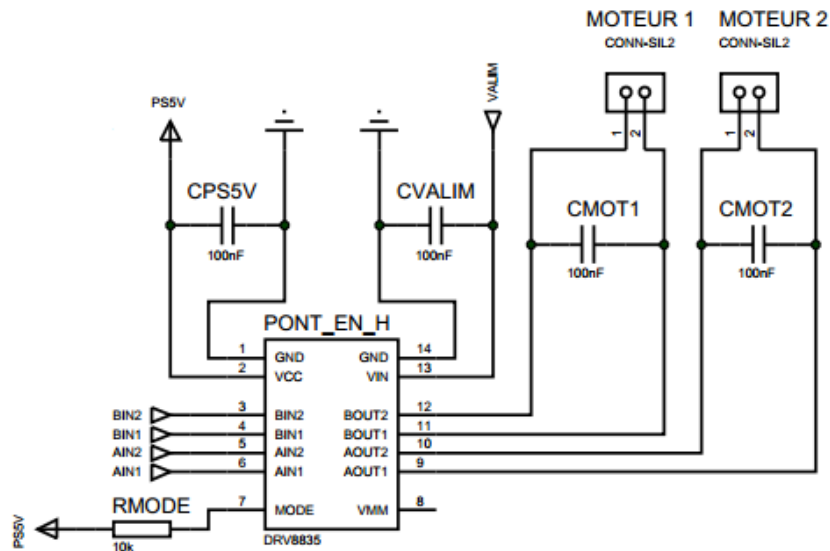 MOTEUR 1 MOTEUR 2
CONN-SIL2 CONN-SIL2
PS5V
VALIM
1 2 1 2
CPS5V CVALIM CMOT1 CMOT2
100nF 100nF 100nF 100nF
PONT_EN_H
1 GND GND 14
2 VCC VIN 13
BIN2 3 BIN2 BOUT2 12
BIN1 4 BIN1 BOUT1 11
AIN2 5 AIN2 AOUT2 10
AIN1 6 AIN1 AOUT1 9
RMODE 7 MODE VMM 8
PS5V
10k
DRV8835